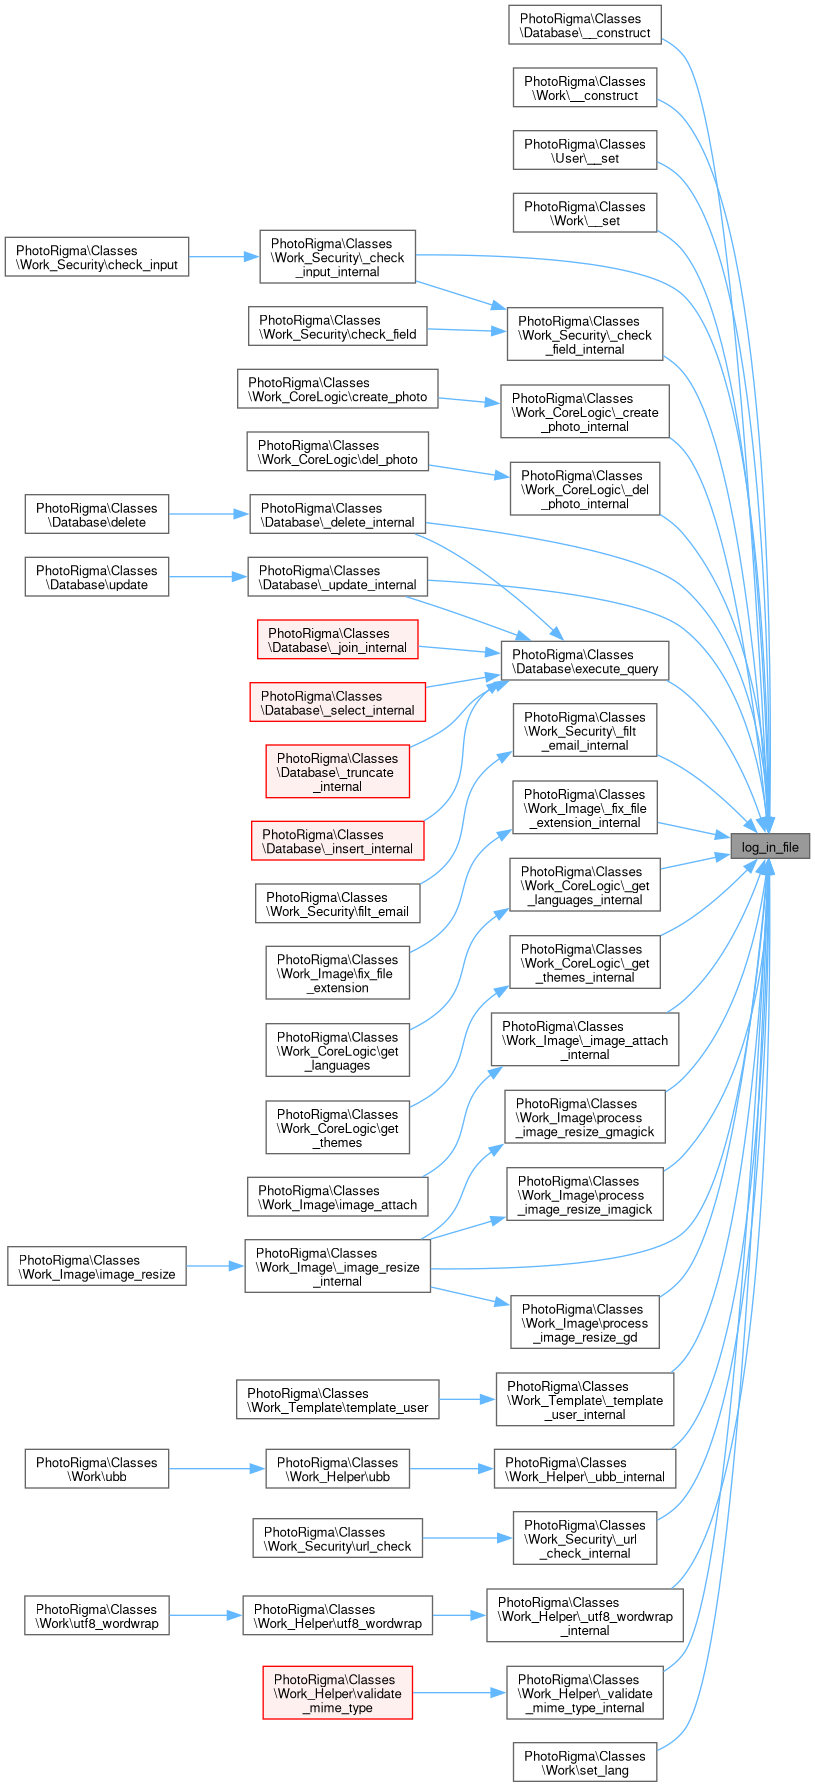 PhotoRigma\Classes
\Database\__construct
PhotoRigma\Classes
\Work\__construct
PhotoRigma\Classes
\User\__set
PhotoRigma\Classes
\Work\__set
PhotoRigma\Classes
\Work_Security\check_input
PhotoRigma\Classes
\Work_Security\_check
_input_internal
PhotoRigma\Classes
\Work_Security\check_field
PhotoRigma\Classes
\Work_Security\_check
_field_internal
PhotoRigma\Classes
\Work_CoreLogic\create_photo
PhotoRigma\Classes
\Work_CoreLogic\_create
_photo_internal
PhotoRigma\Classes
\Work_CoreLogic\del_photo
PhotoRigma\Classes
\Work_CoreLogic\_del
_photo_internal
PhotoRigma\Classes
\Database\delete
PhotoRigma\Classes
\Database\_delete_internal
PhotoRigma\Classes
\Database\update
PhotoRigma\Classes
\Database\_update_internal
PhotoRigma\Classes
\Database\_join_internal
PhotoRigma\Classes
\Database\execute_query
PhotoRigma\Classes
\Database\_select_internal
PhotoRigma\Classes
\Work_Security\_filt
_email_internal
PhotoRigma\Classes
\Database\_truncate
_internal
PhotoRigma\Classes
\Work_Image\_fix_file
_extension_internal
PhotoRigma\Classes
\Database\_insert_internal
log_in_file
PhotoRigma\Classes
\Work_CoreLogic\_get
_languages_internal
PhotoRigma\Classes
\Work_Security\filt_email
PhotoRigma\Classes
\Work_CoreLogic\_get
_themes_internal
PhotoRigma\Classes
\Work_Image\fix_file
_extension
PhotoRigma\Classes
\Work_Image\_image_attach
_internal
PhotoRigma\Classes
\Work_CoreLogic\get
_languages
PhotoRigma\Classes
\Work_Image\process
_image_resize_gmagick
PhotoRigma\Classes
\Work_CoreLogic\get
_themes
PhotoRigma\Classes
\Work_Image\process
_image_resize_imagick
PhotoRigma\Classes
\Work_Image\image_attach
PhotoRigma\Classes
\Work_Image\image_resize
PhotoRigma\Classes
\Work_Image\_image_resize
_internal
PhotoRigma\Classes
\Work_Image\process
_image_resize_gd
PhotoRigma\Classes
\Work_Template\template_user
PhotoRigma\Classes
\Work_Template\_template
_user_internal
PhotoRigma\Classes
\Work\ubb
PhotoRigma\Classes
\Work_Helper\ubb
PhotoRigma\Classes
\Work_Helper\_ubb_internal
PhotoRigma\Classes
\Work_Security\url_check
PhotoRigma\Classes
\Work_Security\_url
_check_internal
PhotoRigma\Classes
\Work\utf8_wordwrap
PhotoRigma\Classes
\Work_Helper\utf8_wordwrap
PhotoRigma\Classes
\Work_Helper\_utf8_wordwrap
_internal
PhotoRigma\Classes
\Work_Helper\validate
_mime_type
PhotoRigma\Classes
\Work_Helper\_validate
_mime_type_internal
PhotoRigma\Classes
\Work\set_lang